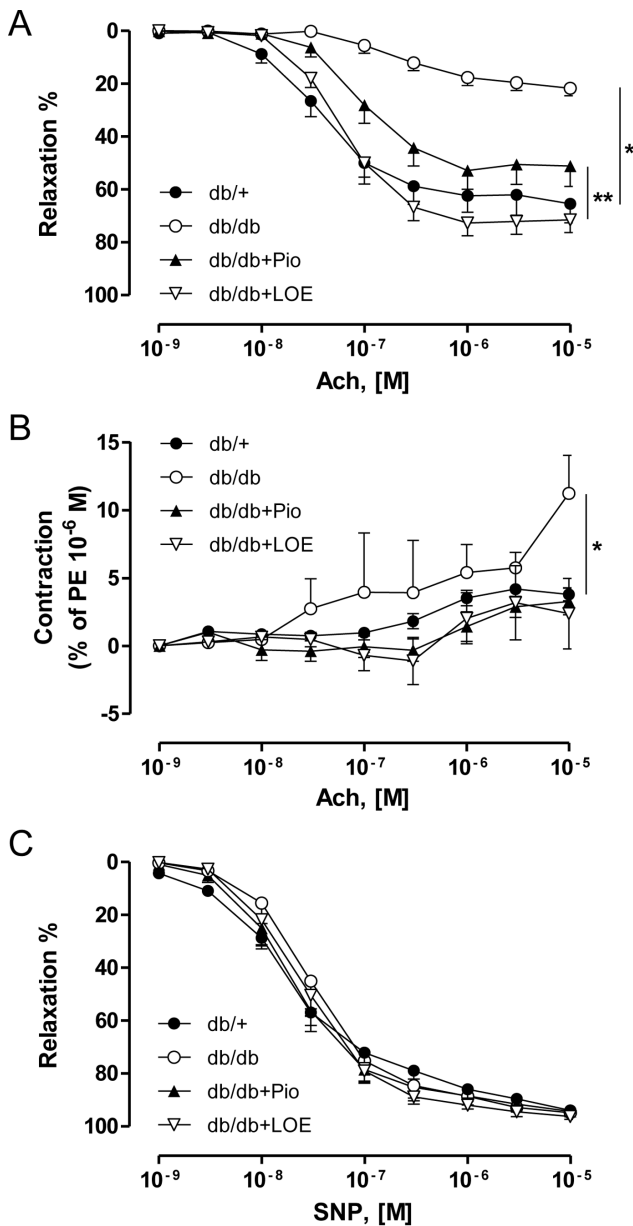 A
0
20
40
60
80
100
Relaxation %
db/+
db/db
db/db+Pio
db/db+LOE
*
**
10-9
10-8
10-7
10-6
10-5
Ach, [M]
B
15
10
5
0
-5
Contraction
(% of PE 10-6 M)
db/+
db/db
db/db+Pio
db/db+LOE
*
10-9
10-8
10-7
10-6
10-5
Ach, [M]
C
0
20
40
60
80
100
Relaxation %
db/+
db/db
db/db+Pio
db/db+LOE
10-9
10-8
10-7
10-6
10-5
SNP, [M]